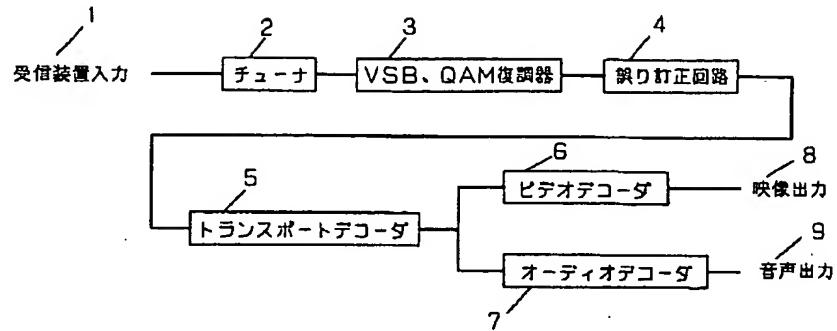 1
受信装置入力
2
チューナ
3
VSB、QAM復調器
4
誤り訂正回路
5
トランスポートデコーダ
6
ビデオデコーダ
8
映像出力
9
音声出力
オーディオデコーダ
7